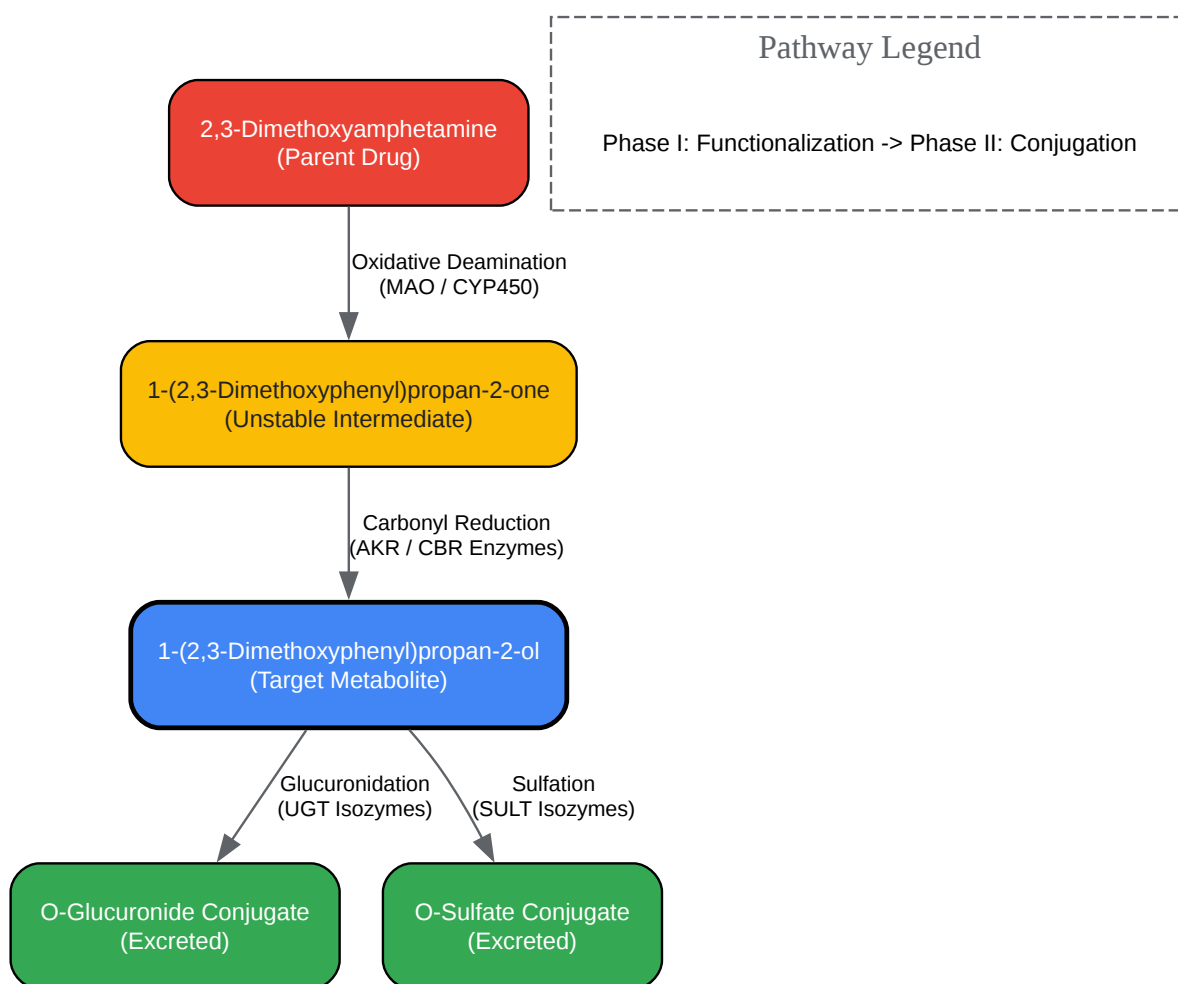 Pathway Legend
Phase I: Functionalization -> Phase II: Conjugation
2,3-Dimethoxyamphetamine
(Parent Drug)
Oxidative Deamination
(MAO / CYP450)
1-(2,3-Dimethoxyphenyl)propan-2-one
(Unstable Intermediate)
Carbonyl Reduction
(AKR / CBR Enzymes)
1-(2,3-Dimethoxyphenyl)propan-2-ol
(Target Metabolite)
Glucuronidation
(UGT Isozymes)
Sulfation
(SULT Isozymes)
O-Glucuronide Conjugate
(Excreted)
O-Sulfate Conjugate
(Excreted)